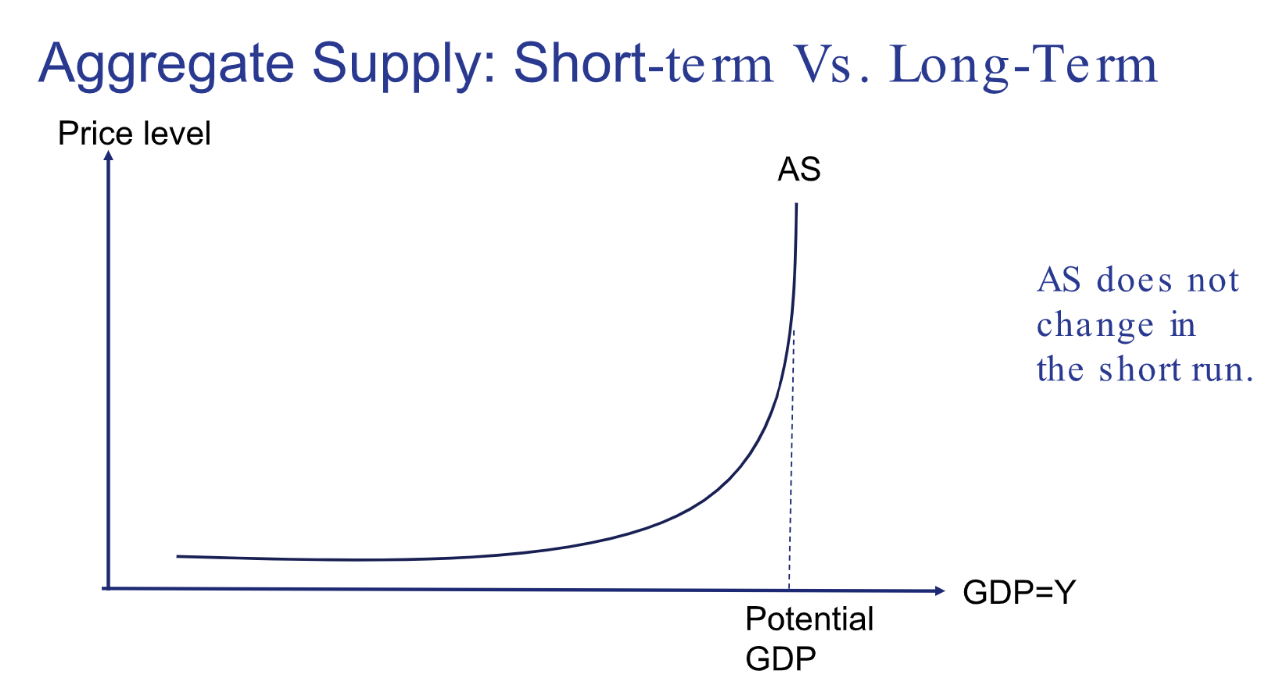 Aggregate Supply: Short-term Vs. Long-Term
Price level
AS
AS does not
change in
the short run.
GDP=Y
Potential
GDP